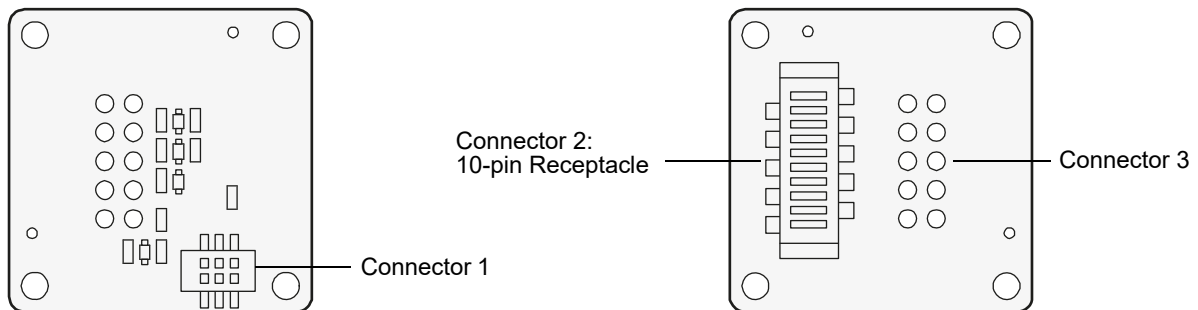 Connector 2:
10-pin Receptacle
Connector 3
Connector 1